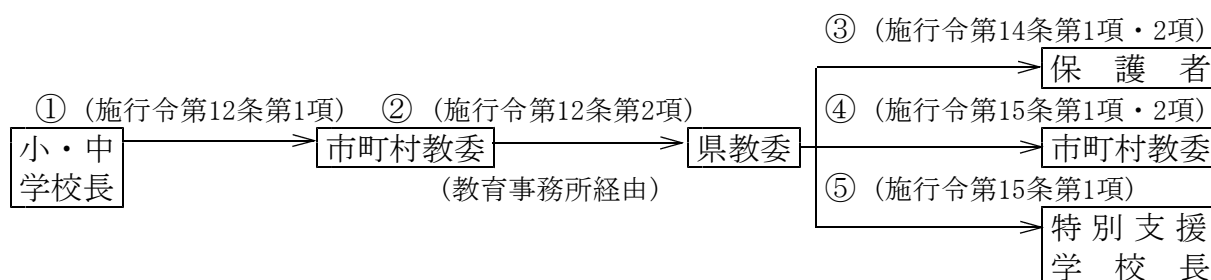 ③ (施行令第14条第1項・2項)
保護者
① (施行令第12条第1項) ② (施行令第12条第2項) ④ (施行令第15条第1項・2項)
小・中
学校長
市町村教委
県教委
市町村教委
(教育事務所経由)
⑤ (施行令第15条第1項)
特別支援
学校長